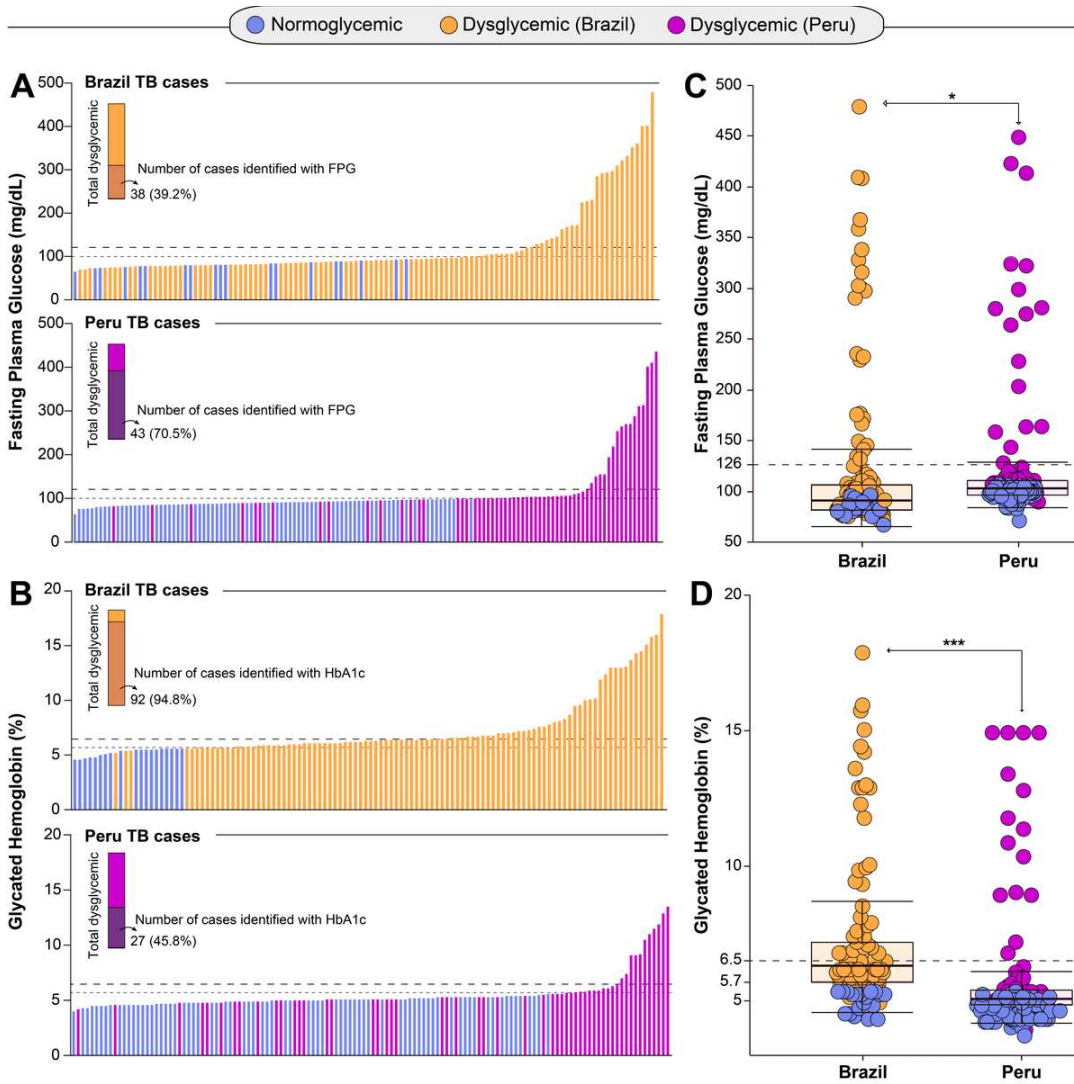 Normoglycemic Dysglycemic (Brazil) Dysglycemic (Peru)
A
Fasting Plasma Glucose (mg/dL)
Brazil TB cases
500
400
300
200
100
0
Total dysglycemic
Number of cases identified with FPG
38 (39.2%)
Peru TB cases
500
400
300
200
100
0
Total dysglycemic
Number of cases identified with FPG
43 (70.5%)
B
Glycated Hemoglobin (%)
Brazil TB cases
20
15
10
5
0
Total dysglycemic
Number of cases identified with HbA1c
92 (94.8%)
Peru TB cases
20
15
10
5
0
Total dysglycemic
Number of cases identified with HbA1c
27 (45.8%)
C
Fasting Plasma Glucose (mg/dL)
500
450
400
350
300
250
200
150
126
100
50
*
Brazil Peru
D
Glycated Hemoglobin (%)
20
15
10
6.5
5.7
5
***
Brazil Peru